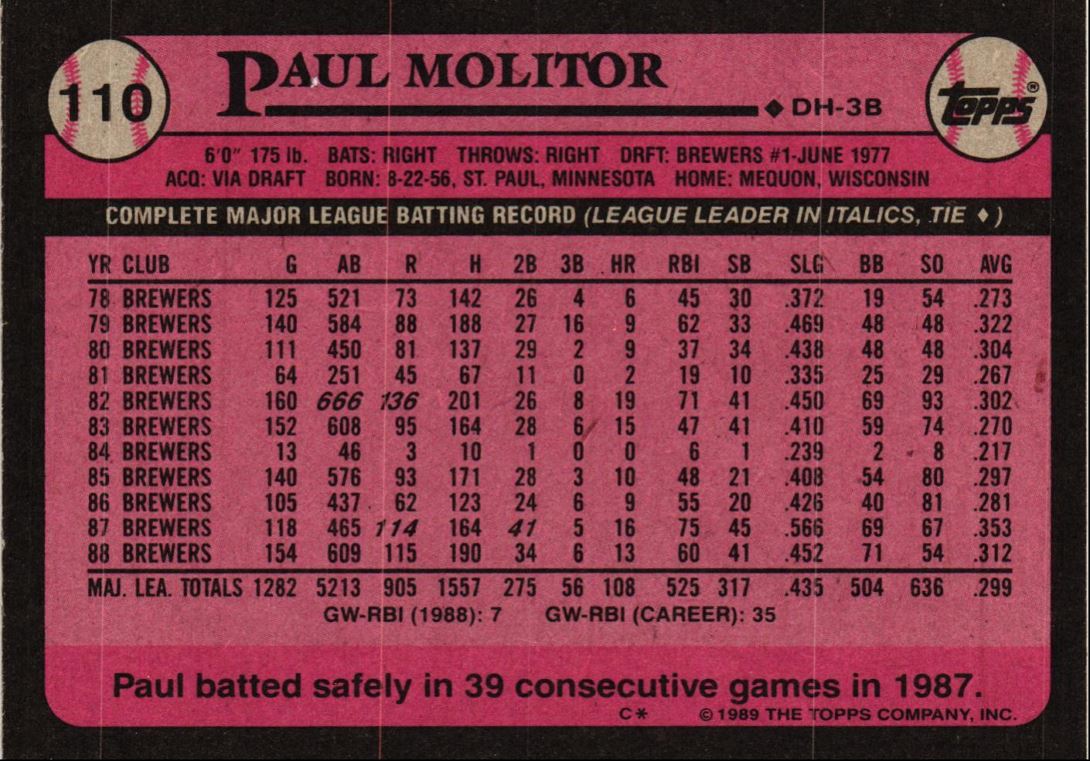 110
PAUL MOLITOR
♦ DH-3B
TOPPS®
6'0" 175 lb. BATS: RIGHT THROWS: RIGHT DRFT: BREWERS #1-JUNE 1977
ACQ: VIA DRAFT BORN: 8-22-56, ST. PAUL, MINNESOTA HOME: MEQUON, WISCONSIN
COMPLETE MAJOR LEAGUE BATTING RECORD (LEAGUE LEADER IN ITALICS, TIE ♦ )
YR CLUB G AB R H 2B 3B HR RBI SB SLG BB SO AVG
78 BREWERS 125 521 73 142 26 4 6 45 30 .372 19 54 .273
79 BREWERS 140 584 88 188 27 16 9 62 33 .469 48 48 .322
80 BREWERS 111 450 81 137 29 2 9 37 34 .438 48 48 .304
81 BREWERS 64 251 45 67 11 0 2 19 10 .335 25 29 .267
82 BREWERS 160 666 136 201 26 8 19 71 41 .450 69 93 .302
83 BREWERS 152 608 95 164 28 6 15 47 41 .410 59 74 .270
84 BREWERS 13 46 3 10 1 0 0 6 1 .239 2 8 .217
85 BREWERS 140 576 93 171 28 3 10 48 21 .408 54 80 .297
86 BREWERS 105 437 62 123 24 6 9 55 20 .426 40 81 .281
87 BREWERS 118 465 114 164 41 5 16 75 45 .566 69 67 .353
88 BREWERS 154 609 115 190 34 6 13 60 41 .452 71 54 .312
MAJ. LEA. TOTALS 1282 5213 905 1557 275 56 108 525 317 .435 504 636 .299
GW-RBI (1988): 7 GW-RBI (CAREER): 35
Paul batted safely in 39 consecutive games in 1987.
C* © 1989 THE TOPPS COMPANY, INC.